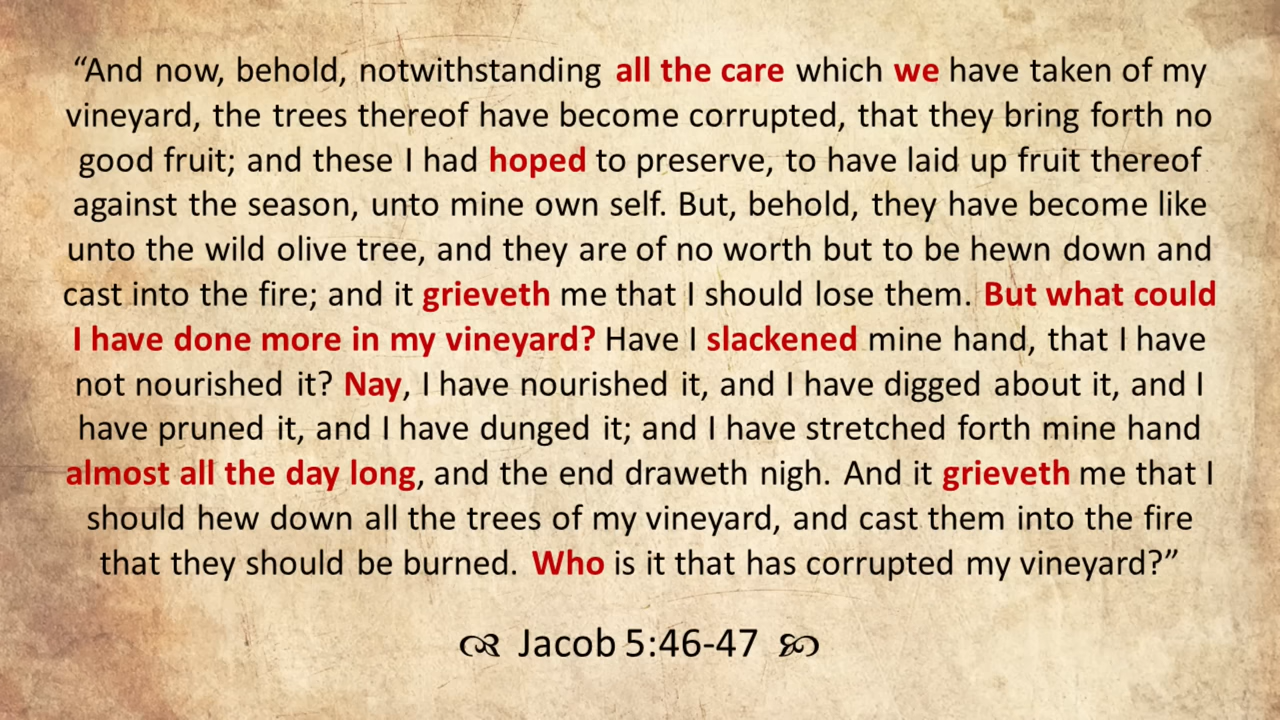 “And now, behold, notwithstanding all the care which we have taken of my
vineyard, the trees thereof have become corrupted, that they bring forth no
good fruit; and these I had hoped to preserve, to have laid up fruit thereof
against the season, unto mine own self. But, behold, they have become like
unto the wild olive tree, and they are of no worth but to be hewn down and
cast into the fire; and it grieveth me that I should lose them. But what could
I have done more in my vineyard? Have I slackened mine hand, that I have
not nourished it? Nay, I have nourished it, and I have digged about it, and I
have pruned it, and I have dunged it; and I have stretched forth mine hand
almost all the day long, and the end draweth nigh. And it grieveth me that I
should hew down all the trees of my vineyard, and cast them into the fire
that they should be burned. Who is it that has corrupted my vineyard?”
Jacob 5:46-47